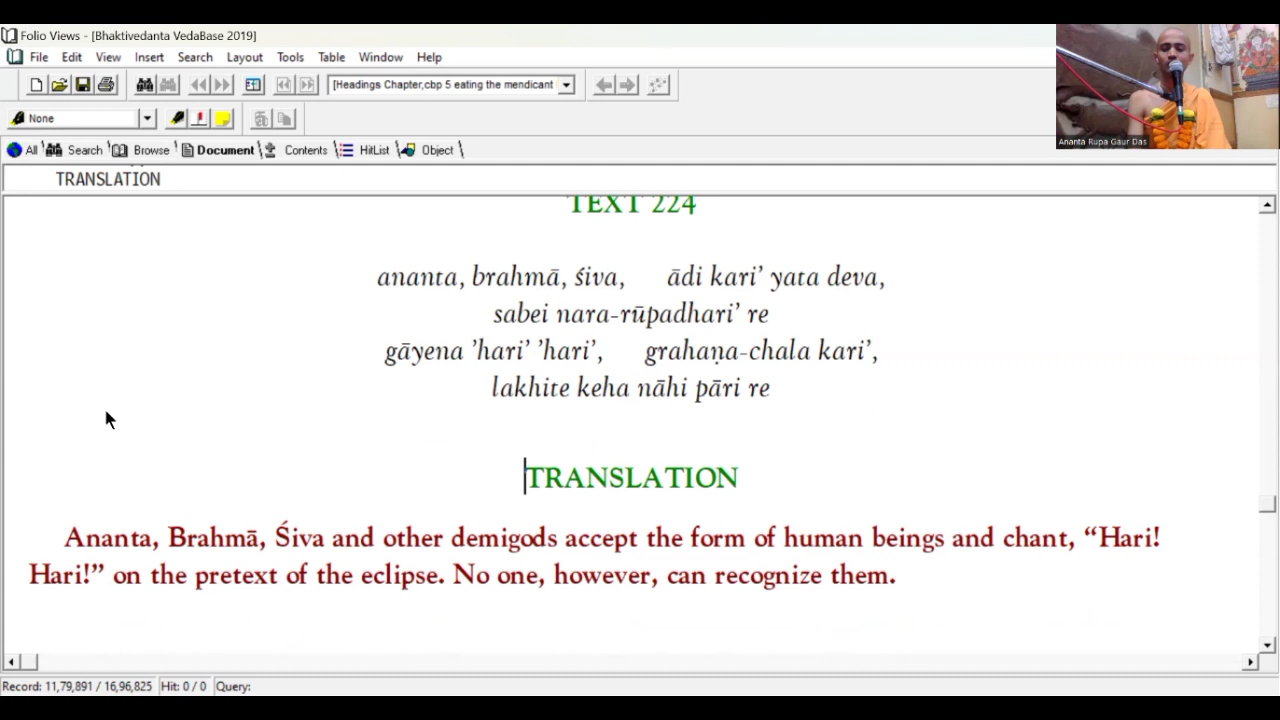 Folio Views - [Bhaktivedanta VedaBase 2019]
File Edit View Insert Search Layout Tools Table Window Help
[Headings Chapter,cbp 5 eating the mendicant
None
All Search Browse Document Contents HitList Object
TRANSLATION
TEXT 224
ananta, brahmā, śiva, ādi kari’ yata deva,
sabei nara-rūpadhari’ re
gāyena ’hari’ ’hari’, grahaṇa-chala kari’,
lakhite keha nāhi pāri re
TRANSLATION
Ananta, Brahmā, Śiva and other demigods accept the form of human beings and chant, “Hari!
Hari!” on the pretext of the eclipse. No one, however, can recognize them.
Record: 11,79,891 / 16,96,825 Hit: 0 / 0 Query:
Ananta Rupa Gaur Das